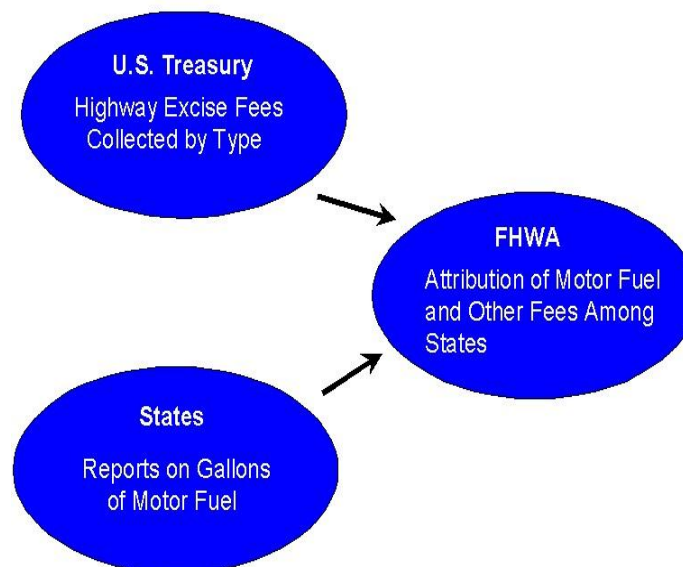 U.S. Treasury
Highway Excise Fees
Collected by Type
FHWA
Attribution of Motor Fuel
and Other Fees Among
States
States
Reports on Gallons
of Motor Fuel